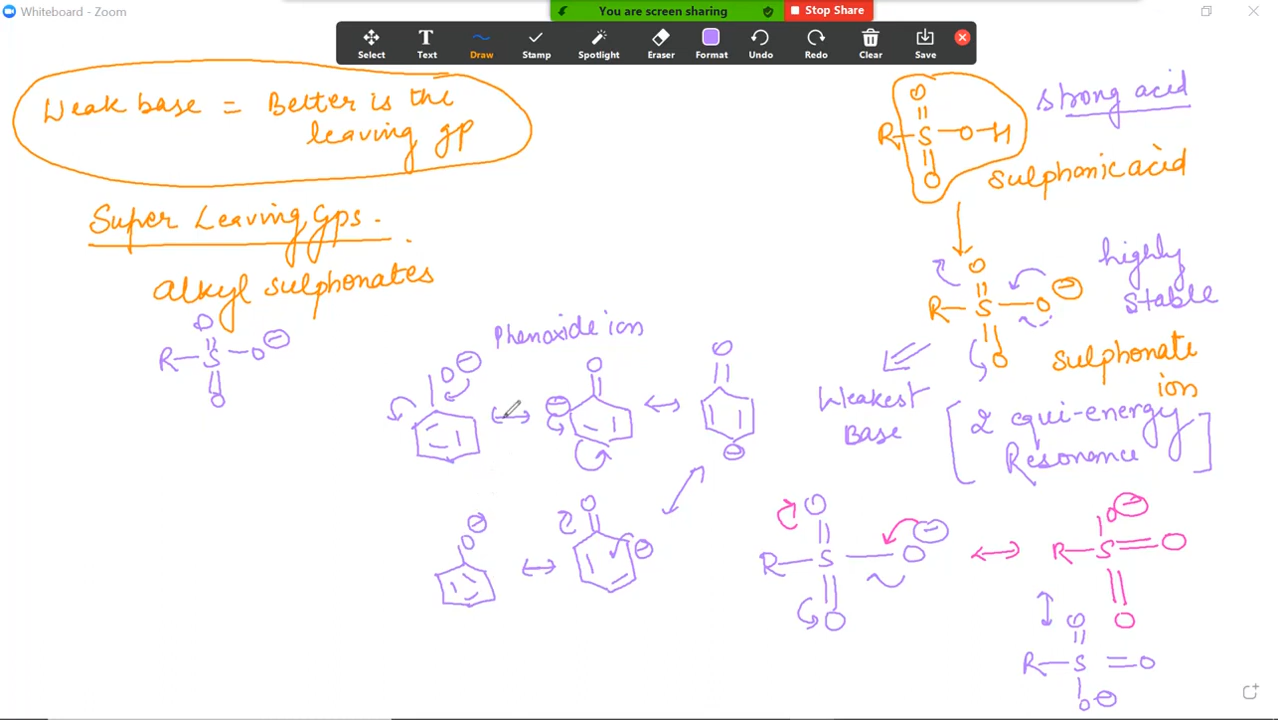 Whiteboard - Zoom
You are screen sharing
Stop Share
Select
Text
Draw
Stamp
Spotlight
Eraser
Format
Undo
Redo
Clear
Save
Weak base = Better is the
leaving gp
Super Leaving Gps.
alkyl sulphonates
R-S-O⊖
O
O
O
R-S-O-H
O
strong acid
sulphonic acid
O
R-S-O⊖
O
highly
stable
sulphonate
ion
Weakest
Base
[2 equi-energy
Resonance]
Phenoxide ion
O⊖
O
⊖
O
⊖
O⊖
O
⊖
O
R-S-O⊖
O
O⊖
R-S=O
O
O
R-S=O
O⊖